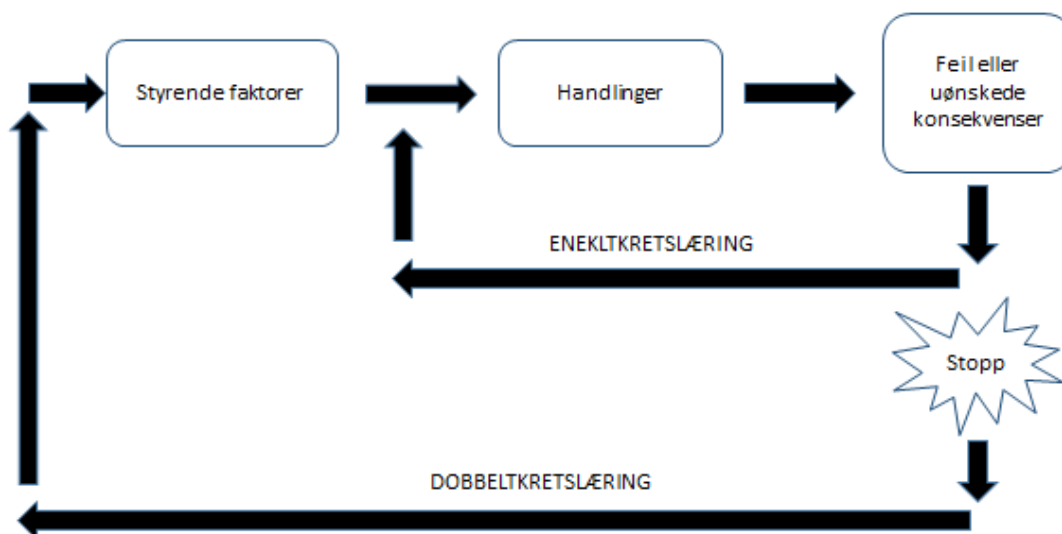 Styrende faktorer
Handlinger
Feil eller
uønskede
konsekvenser
ENEKLTKRETSLÆRING
Stopp
DOBBELTKRETSLÆRING